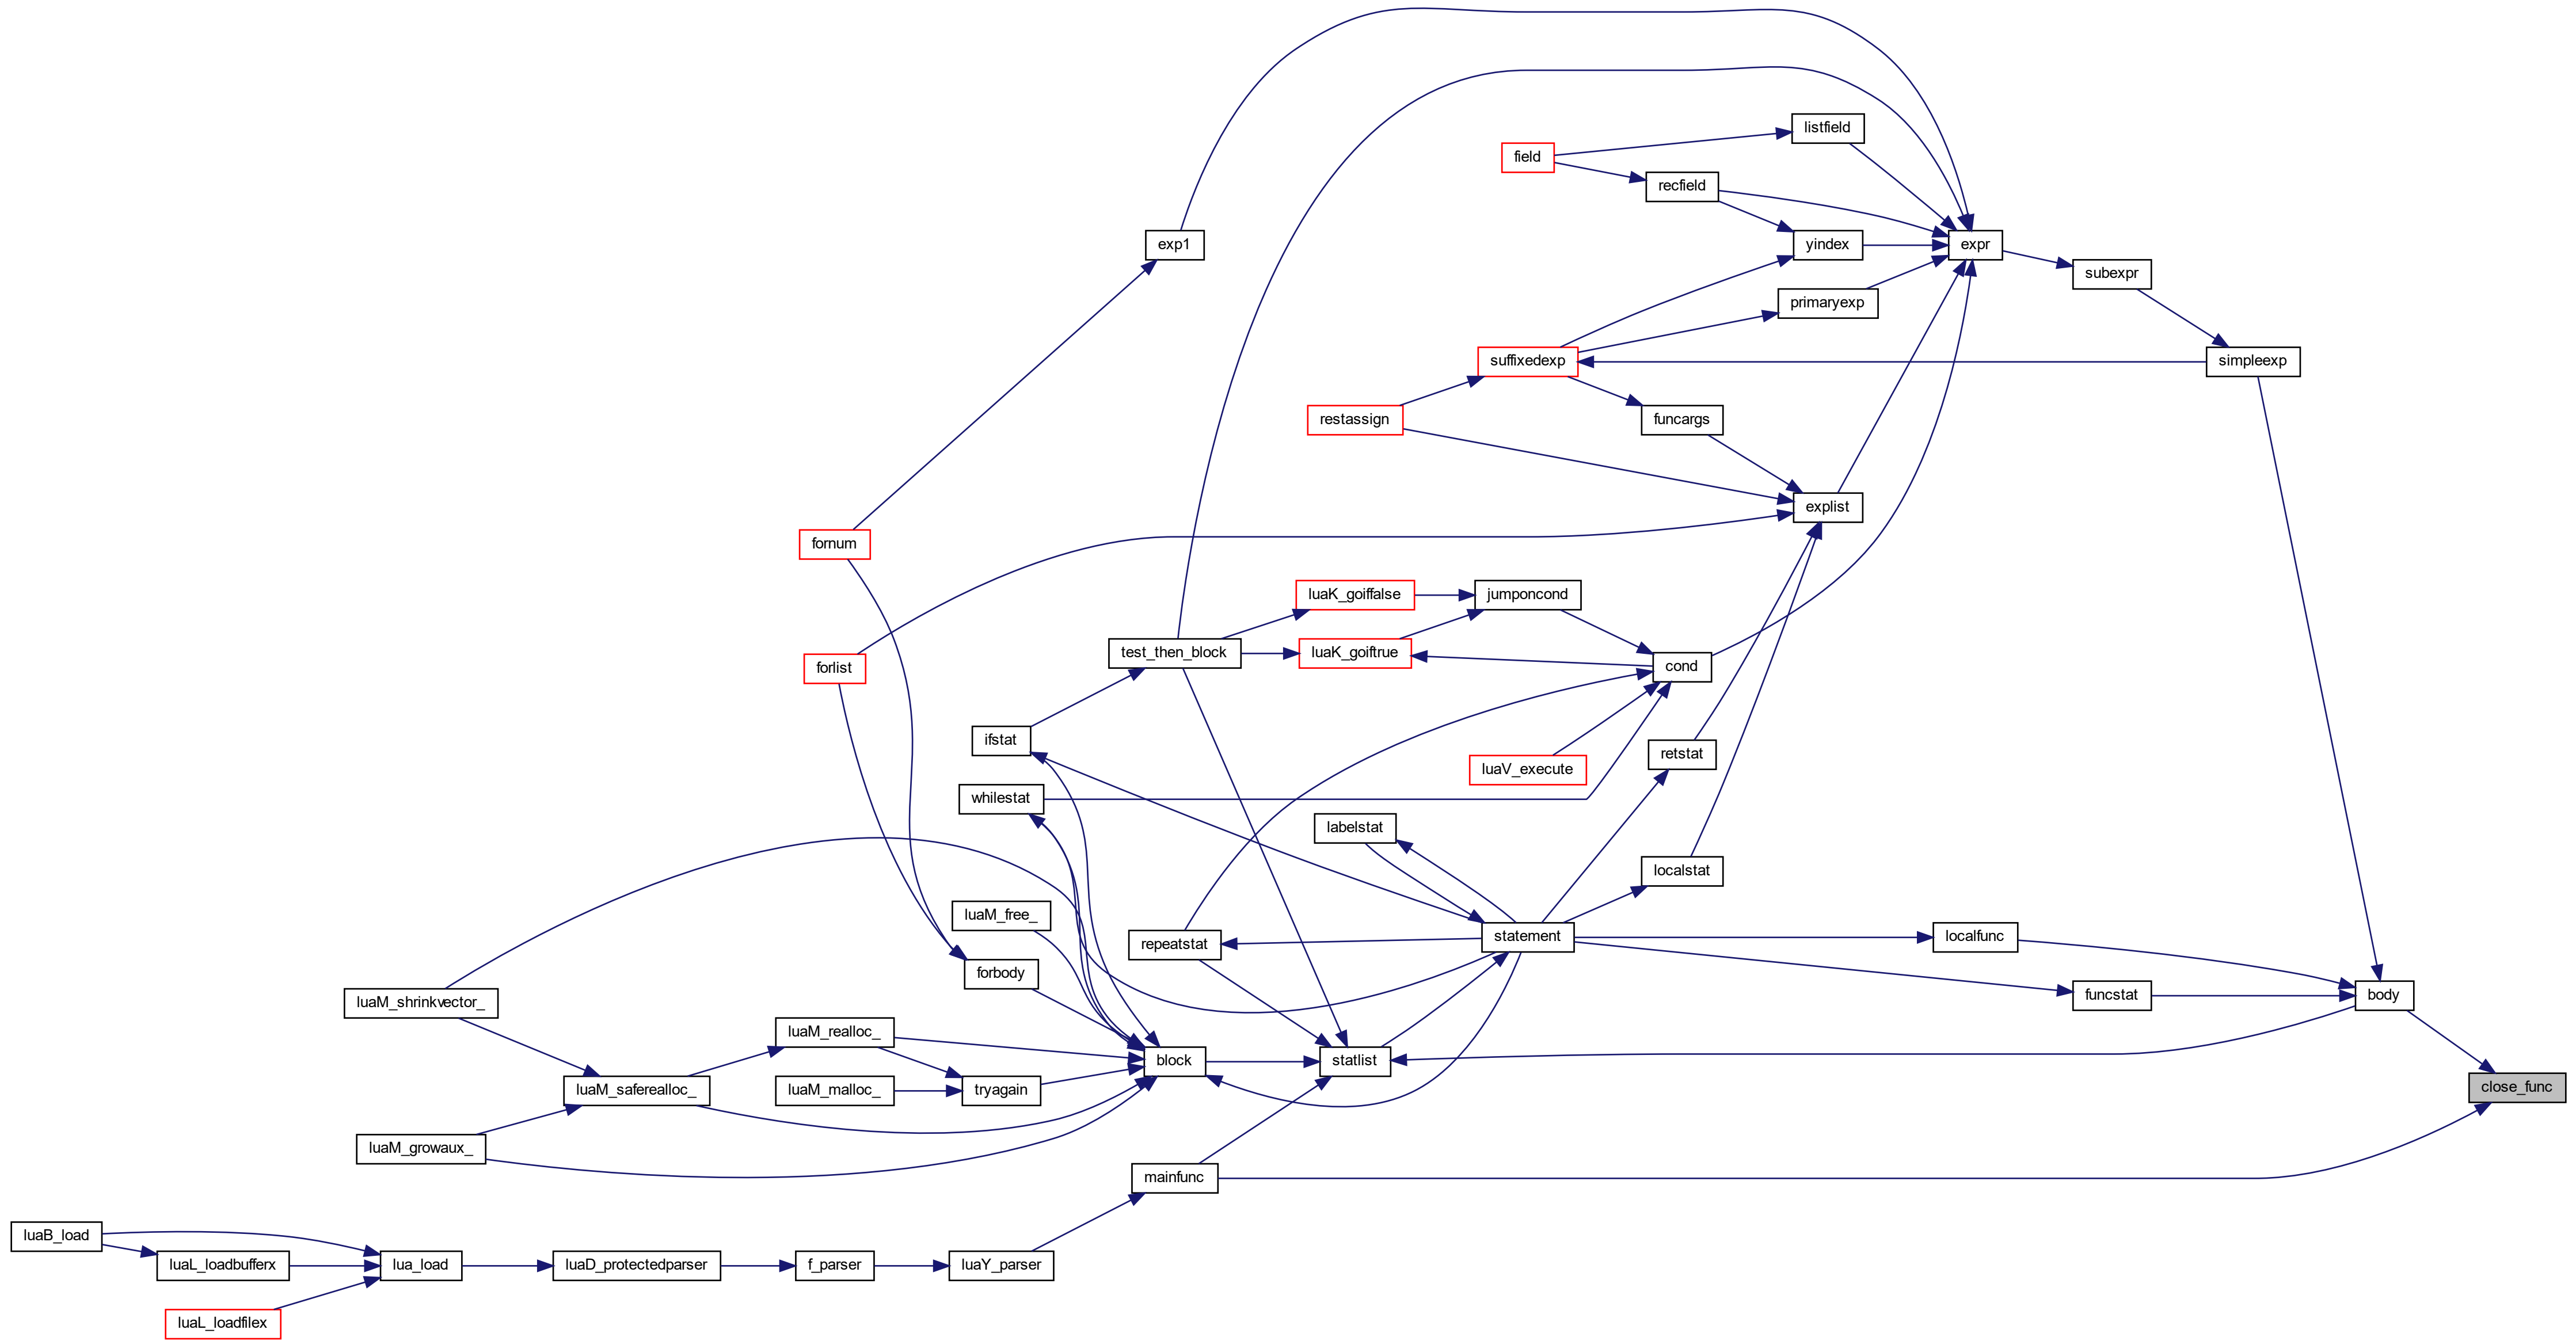 listfield
field
recfield
exp1
yindex
expr
subexpr
primaryexp
suffixedexp
simpleexp
restassign
funcargs
explist
fornum
luaK_goiffalse
jumponcond
test_then_block
luaK_goiftrue
forlist
cond
ifstat
retstat
luaV_execute
whilestat
labelstat
localstat
luaM_free_
repeatstat
statement
localfunc
forbody
luaM_shrinkvector_
funcstat
body
luaM_realloc_
block
statlist
luaM_saferealloc_
luaM_malloc_
tryagain
close_func
luaM_growaux_
mainfunc
luaB_load
luaL_loadbufferx
lua_load
luaD_protectedparser
f_parser
luaY_parser
luaL_loadfilex